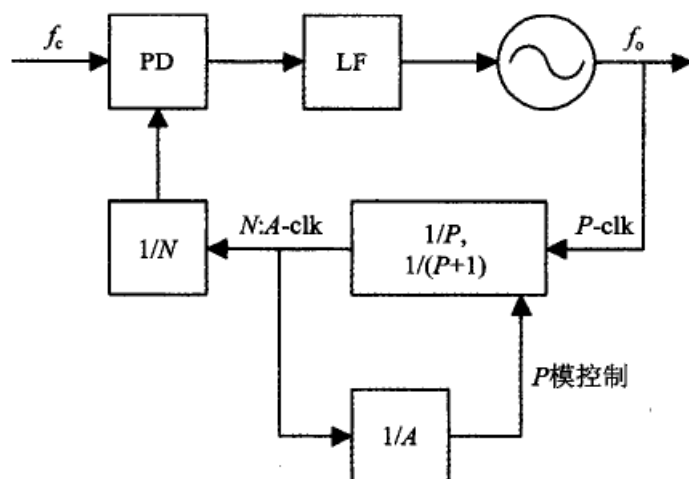 fc
PD
LF
fo
1/N
N:A-clk
1/P,
1/(P+1)
P-clk
P模控制
1/A